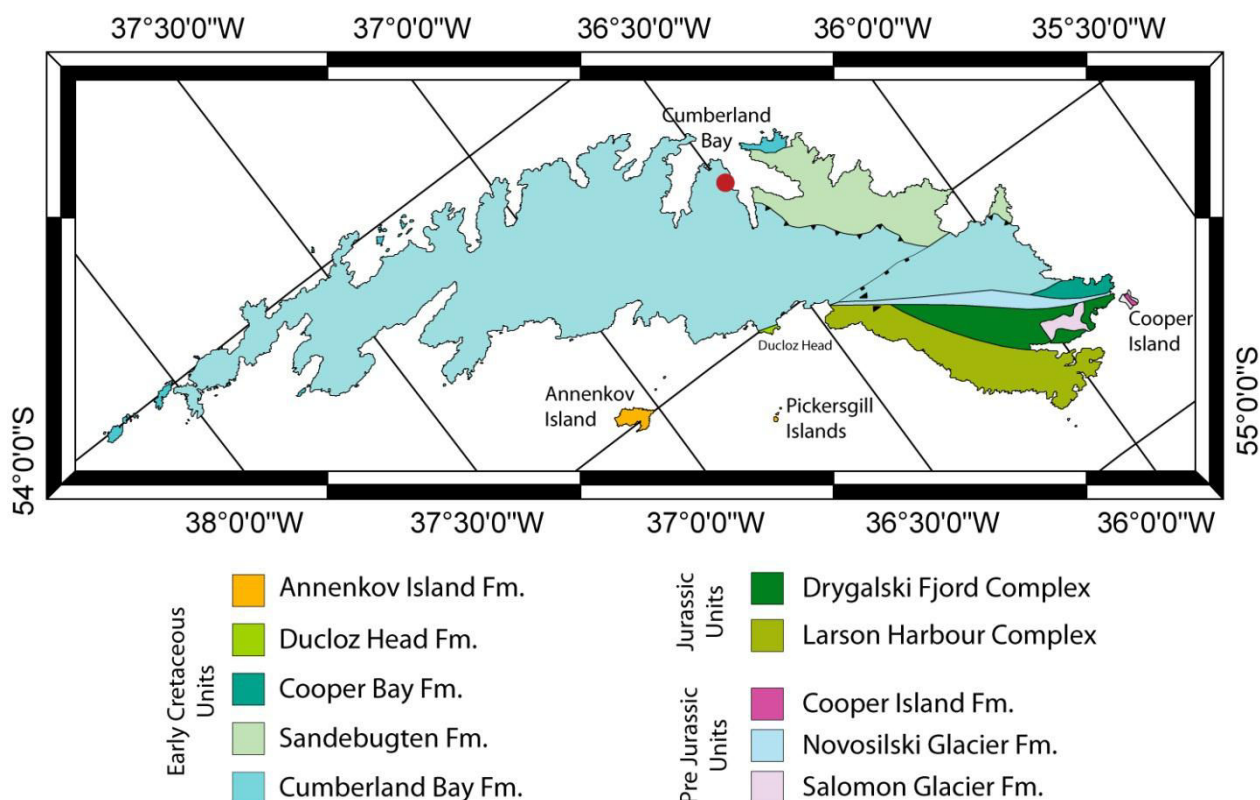 37°30'0"W 37°0'0"W 36°30'0"W 36°0'0"W 35°30'0"W
Cumberland
Bay
Cooper
Island
Ducloz Head
Annenkov
Island
Pickersgill
Islands
54°0'0"S
55°0'0"S
38°0'0"W 37°30'0"W 37°0'0"W 36°30'0"W 36°0'0"W
Early Cretaceous
Units
Annenkov Island Fm.
Ducloz Head Fm.
Cooper Bay Fm.
Sandebugten Fm.
Cumberland Bay Fm.
Jurassic
Units
Drygalski Fjord Complex
Larson Harbour Complex
Pre Jurassic
Units
Cooper Island Fm.
Novosilski Glacier Fm.
Salomon Glacier Fm.